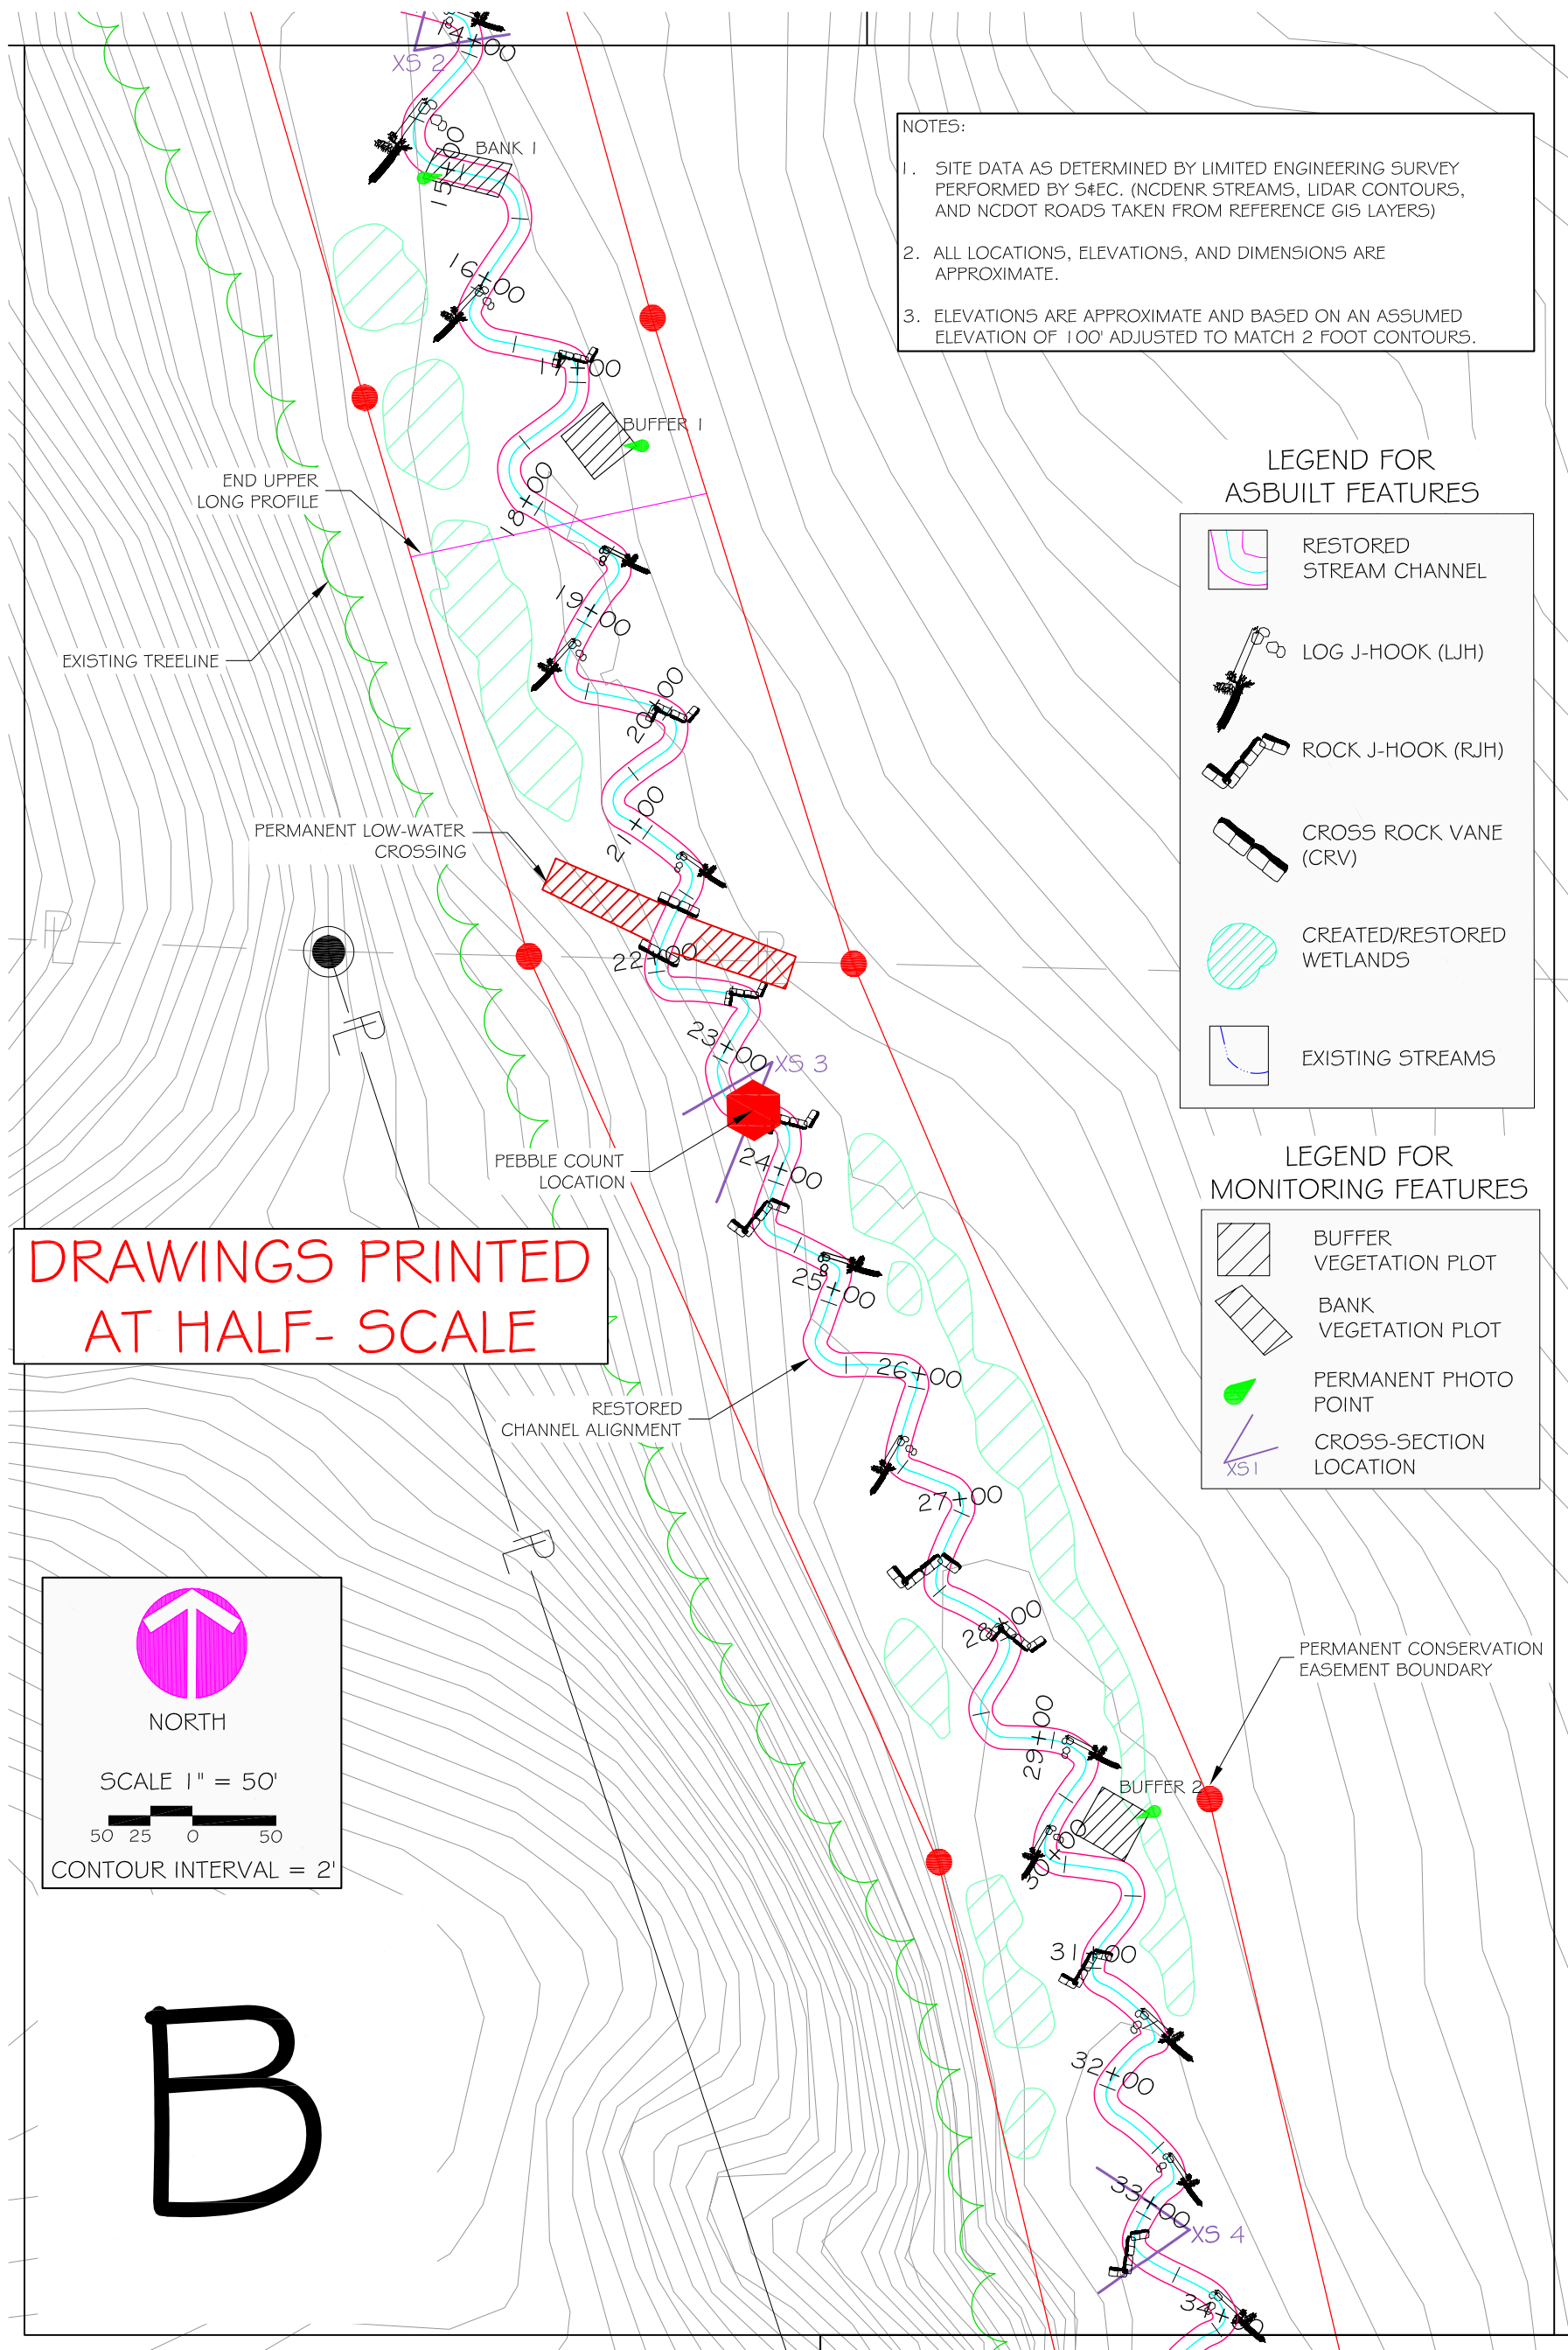 14+00
XS 2
BANK 1
15+00
NOTES:
1. SITE DATA AS DETERMINED BY LIMITED ENGINEERING SURVEY
PERFORMED BY S&EC. (NCDENR STREAMS, LIDAR CONTOURS,
AND NCDOT ROADS TAKEN FROM REFERENCE GIS LAYERS)
2. ALL LOCATIONS, ELEVATIONS, AND DIMENSIONS ARE
APPROXIMATE.
3. ELEVATIONS ARE APPROXIMATE AND BASED ON AN ASSUMED
ELEVATION OF 100' ADJUSTED TO MATCH 2 FOOT CONTOURS.
16+00
17+00
BUFFER 1
END UPPER
LONG PROFILE
18+00
19+00
EXISTING TREELINE
20+00
21+00
PERMANENT LOW-WATER
CROSSING
22+00
PL
PL
23+00
XS 3
PEBBLE COUNT
LOCATION
24+00
25+00
DRAWINGS PRINTED
AT HALF- SCALE
26+00
RESTORED
CHANNEL ALIGNMENT
27+00
PL
28+00
29+00
PERMANENT CONSERVATION
EASEMENT BOUNDARY
BUFFER 2
30+00
31+00
32+00
33+00
XS 4
34+00
LEGEND FOR
ASBUILT FEATURES
RESTORED
STREAM CHANNEL
LOG J-HOOK (LJH)
ROCK J-HOOK (RJH)
CROSS ROCK VANE
(CRV)
CREATED/RESTORED
WETLANDS
EXISTING STREAMS
LEGEND FOR
MONITORING FEATURES
BUFFER
VEGETATION PLOT
BANK
VEGETATION PLOT
PERMANENT PHOTO
POINT
CROSS-SECTION
LOCATION
XS1
NORTH
SCALE 1" = 50'
50 25 0 50
CONTOUR INTERVAL = 2'
B